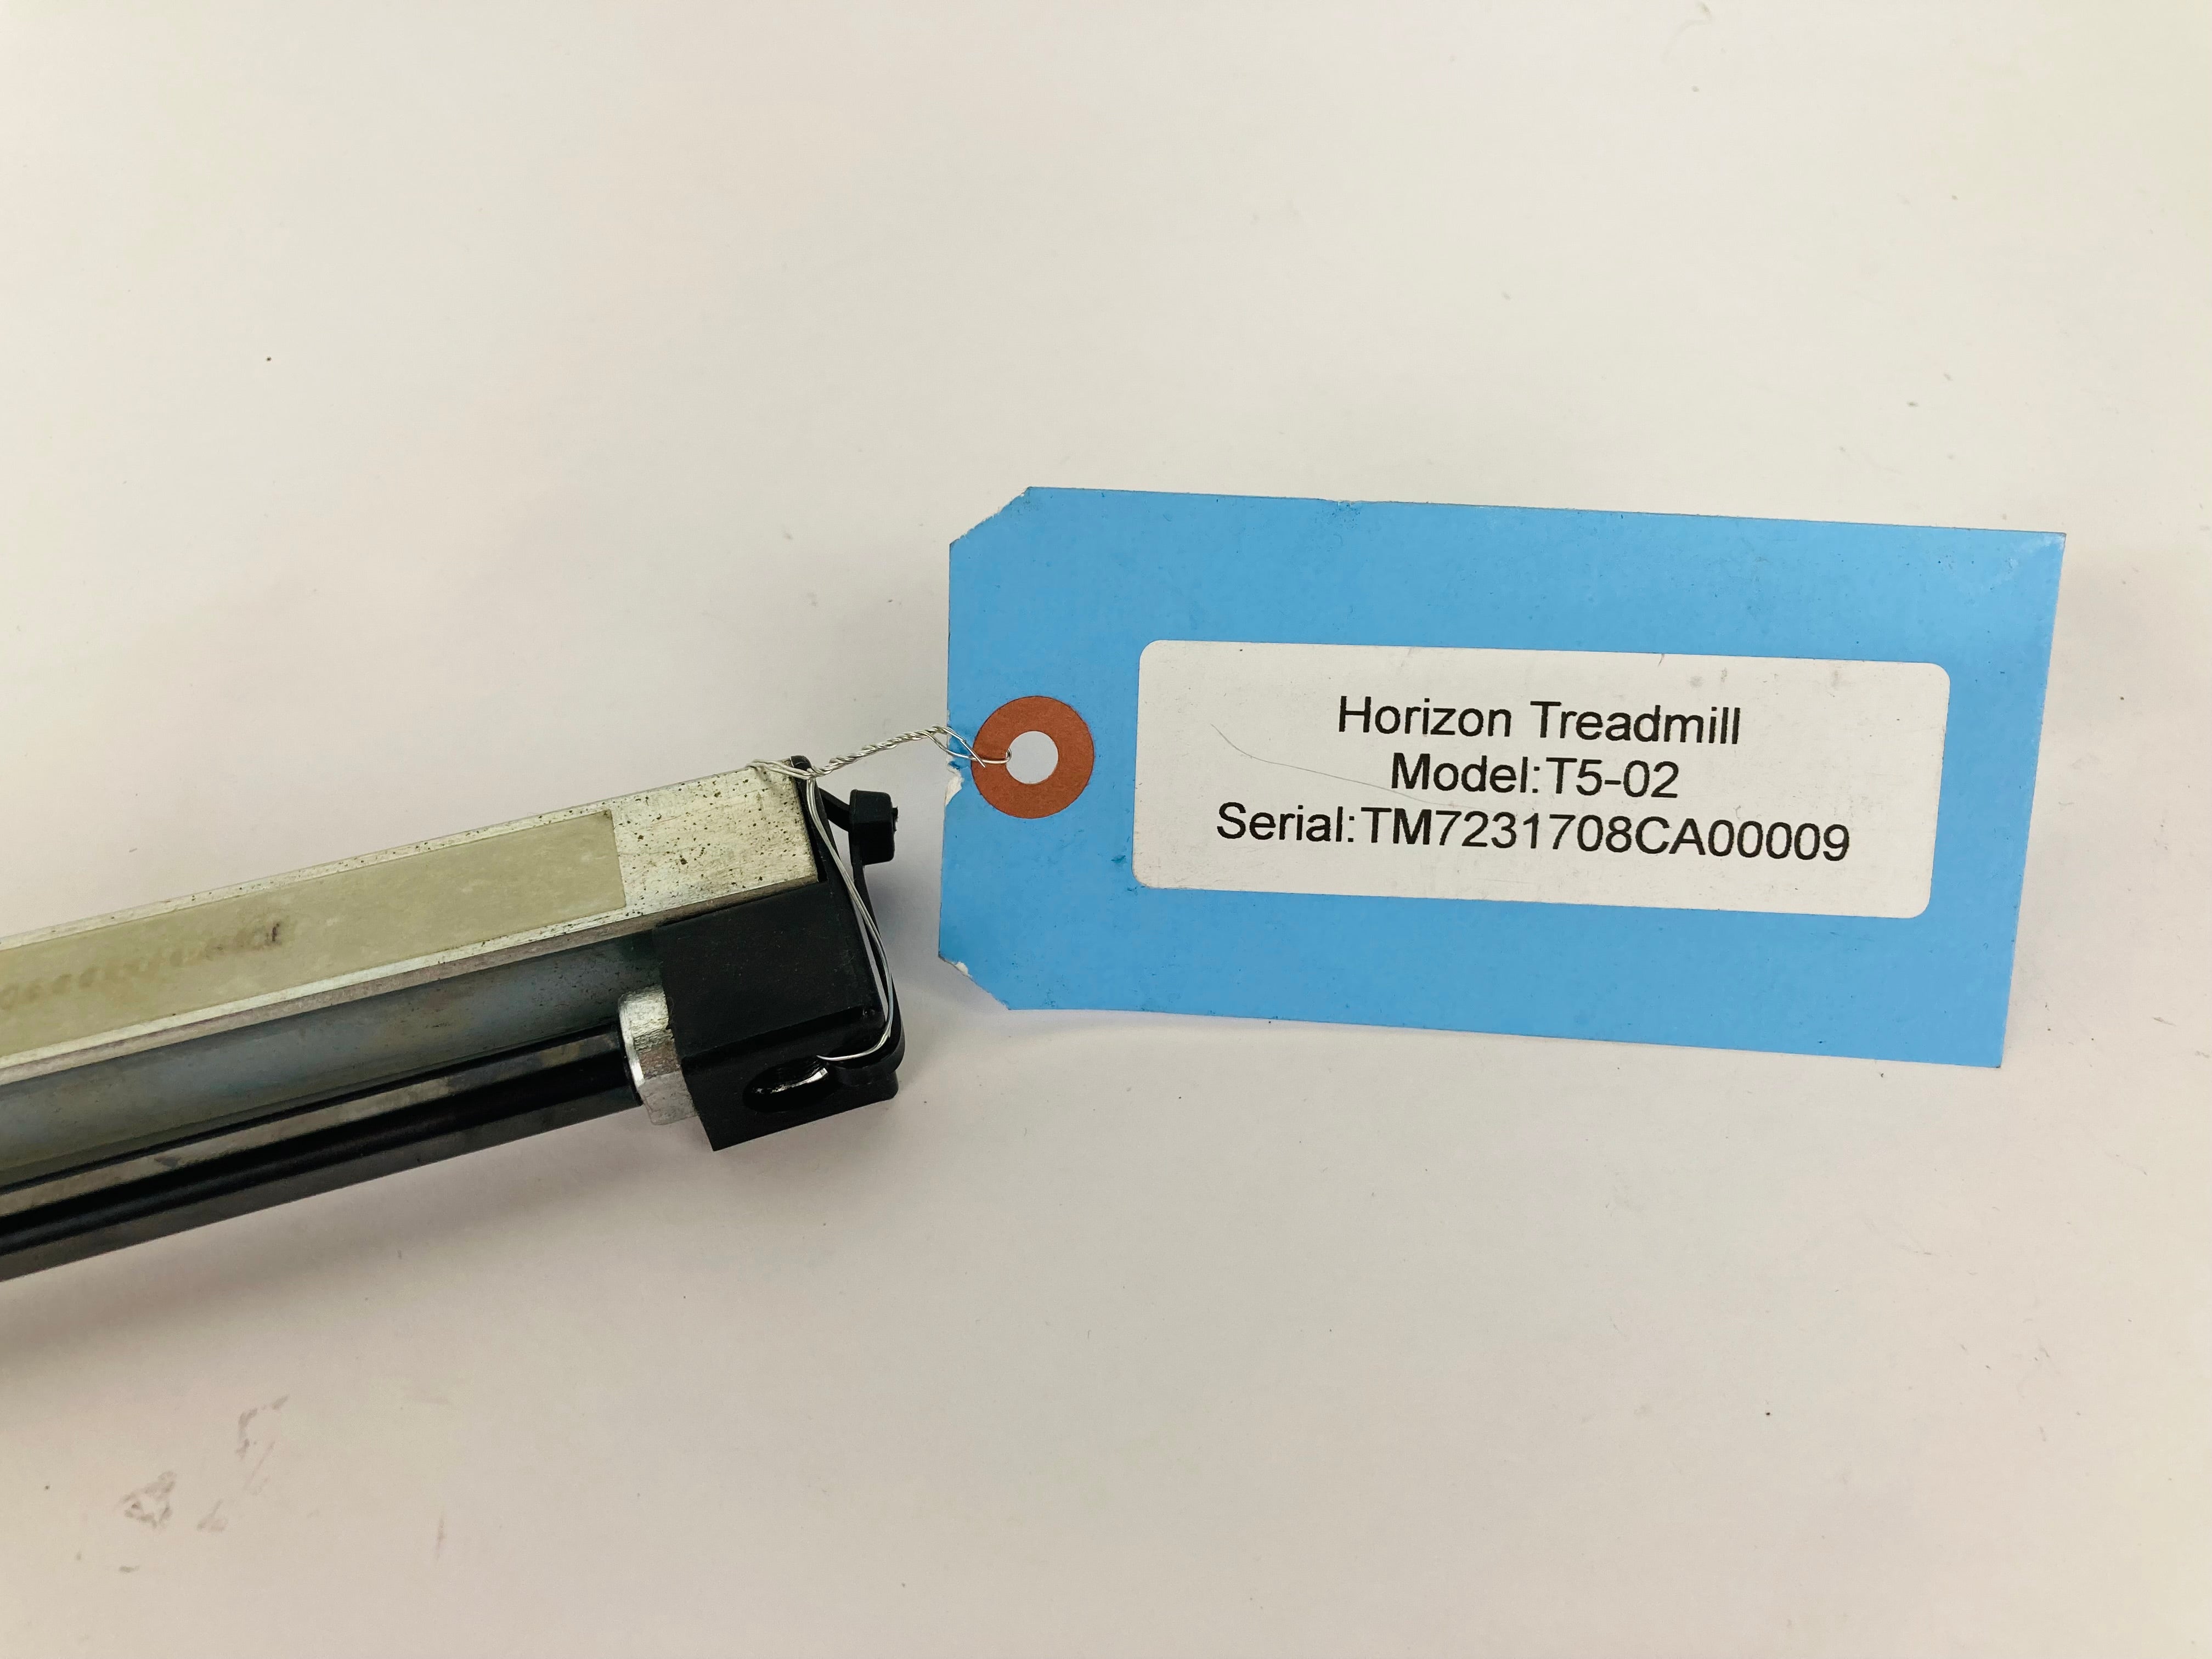 Horizon Treadmill
Model:T5-02
Serial:TM7231708CA00009